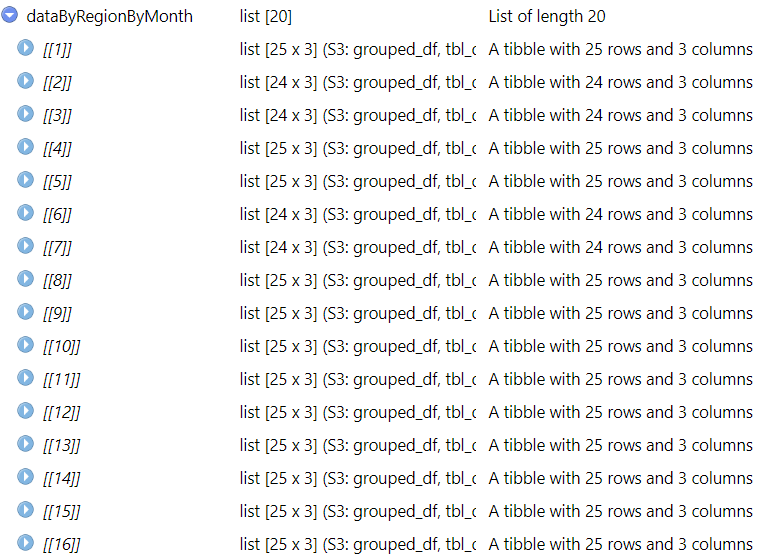 dataByRegionByMonth list [20] List of length 20
[[1]] list [25 x 3] (S3: grouped_df, tbl_c A tibble with 25 rows and 3 columns
[[2]] list [24 x 3] (S3: grouped_df, tbl_c A tibble with 24 rows and 3 columns
[[3]] list [24 x 3] (S3: grouped_df, tbl_c A tibble with 24 rows and 3 columns
[[4]] list [25 x 3] (S3: grouped_df, tbl_c A tibble with 25 rows and 3 columns
[[5]] list [25 x 3] (S3: grouped_df, tbl_c A tibble with 25 rows and 3 columns
[[6]] list [24 x 3] (S3: grouped_df, tbl_c A tibble with 24 rows and 3 columns
[[7]] list [24 x 3] (S3: grouped_df, tbl_c A tibble with 24 rows and 3 columns
[[8]] list [25 x 3] (S3: grouped_df, tbl_c A tibble with 25 rows and 3 columns
[[9]] list [25 x 3] (S3: grouped_df, tbl_c A tibble with 25 rows and 3 columns
[[10]] list [25 x 3] (S3: grouped_df, tbl_c A tibble with 25 rows and 3 columns
[[11]] list [25 x 3] (S3: grouped_df, tbl_c A tibble with 25 rows and 3 columns
[[12]] list [25 x 3] (S3: grouped_df, tbl_c A tibble with 25 rows and 3 columns
[[13]] list [25 x 3] (S3: grouped_df, tbl_c A tibble with 25 rows and 3 columns
[[14]] list [25 x 3] (S3: grouped_df, tbl_c A tibble with 25 rows and 3 columns
[[15]] list [25 x 3] (S3: grouped_df, tbl_c A tibble with 25 rows and 3 columns
[[16]] list [25 x 3] (S3: grouped_df, tbl_c A tibble with 25 rows and 3 columns